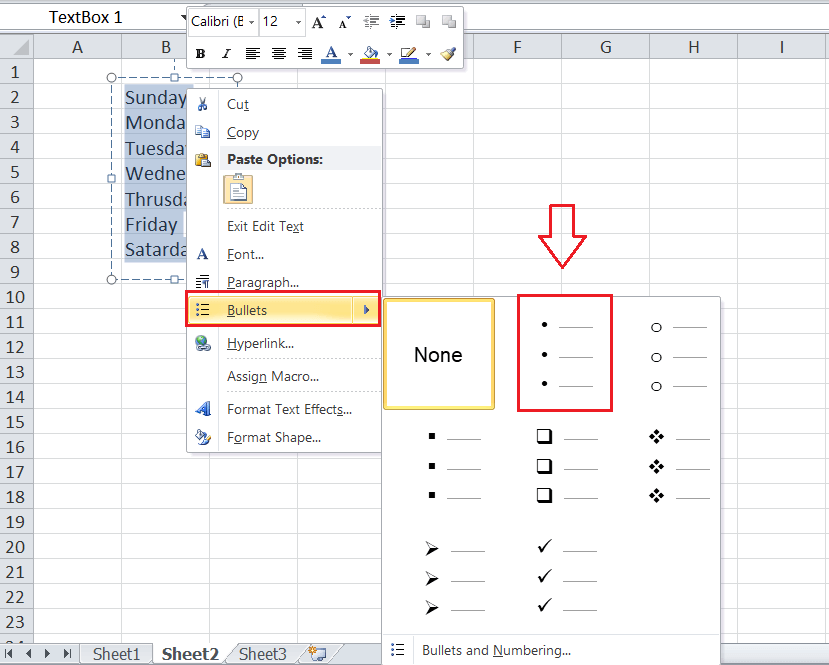 TextBox 1
Calibri (B 12
A B F G H I
1
2 Sunday
3 Monda
4 Tuesda
5 Wedne
6 Thrusda
7 Friday
8 Satarda
9
10
11
12
13
14
15
16
17
18
19
20
21
22
23
Cut
Copy
Paste Options:
Exit Edit Text
Font...
Paragraph...
Bullets
Hyperlink...
Assign Macro...
Format Text Effects...
Format Shape...
None
Bullets and Numbering...
Sheet1 Sheet2 Sheet3